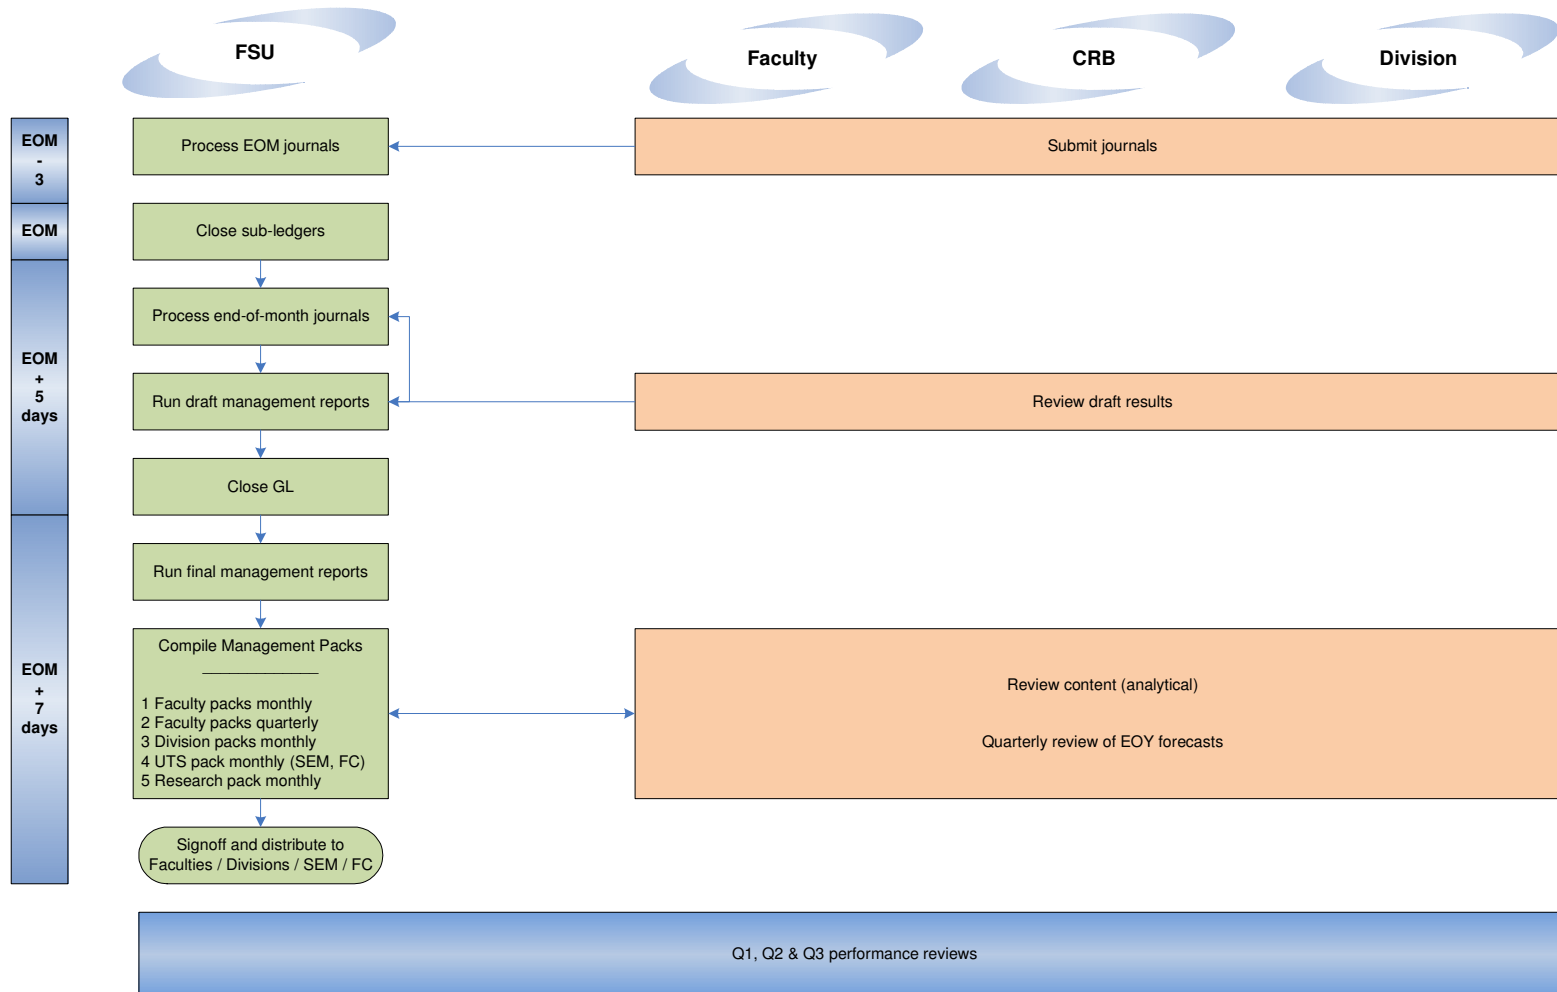 FSU
Faculty
CRB
Division
EOM
-
3
Process EOM journals
Submit journals
EOM
Close sub-ledgers
EOM
+
5
days
Process end-of-month journals
Run draft management reports
Review draft results
Close GL
EOM
+
7
days
Run final management reports
Compile Management Packs
1 Faculty packs monthly
2 Faculty packs quarterly
3 Division packs monthly
4 UTS pack monthly (SEM, FC)
5 Research pack monthly
Review content (analytical)
Quarterly review of EOY forecasts
Signoff and distribute to
Faculties / Divisions / SEM / FC
Q1, Q2 & Q3 performance reviews